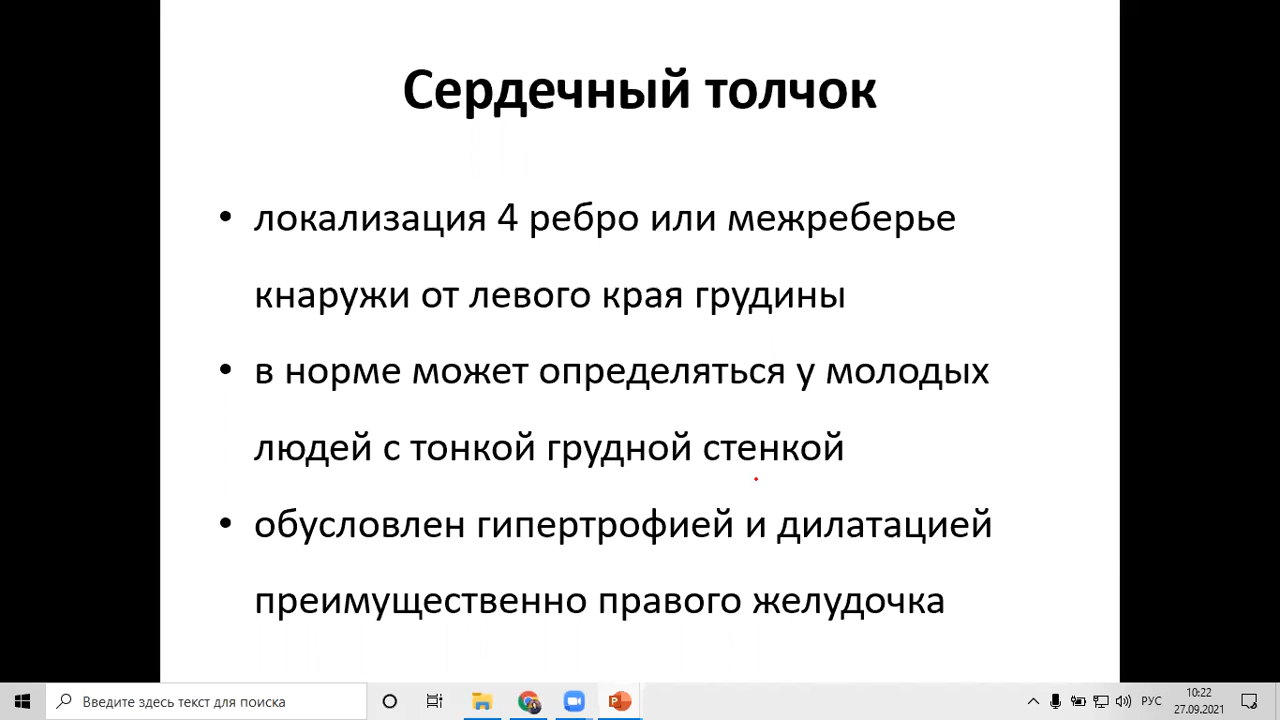 Сердечный толчок
• локализация 4 ребро или межреберье
кнаружи от левого края грудины
• в норме может определяться у молодых
людей с тонкой грудной стенкой
• обусловлен гипертрофией и дилатацией
преимущественно правого желудочка
Введите здесь текст для поиска
РУС
10:22
27.09.2021